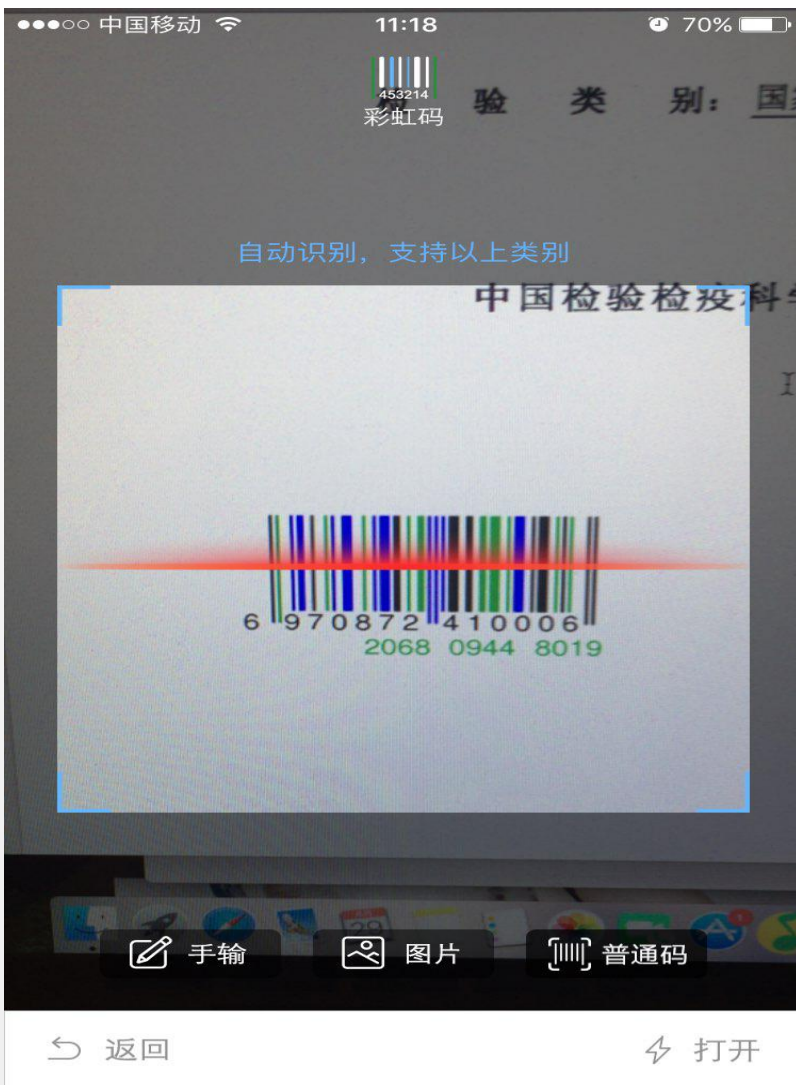 中国移动 11:18 70%
453214
彩虹码
检 验 类 别： 国
自动识别，支持以上类别
中国检验检疫科学
6 970872 410006
2068 0944 8019
手输 图片 普通码
返回 打开